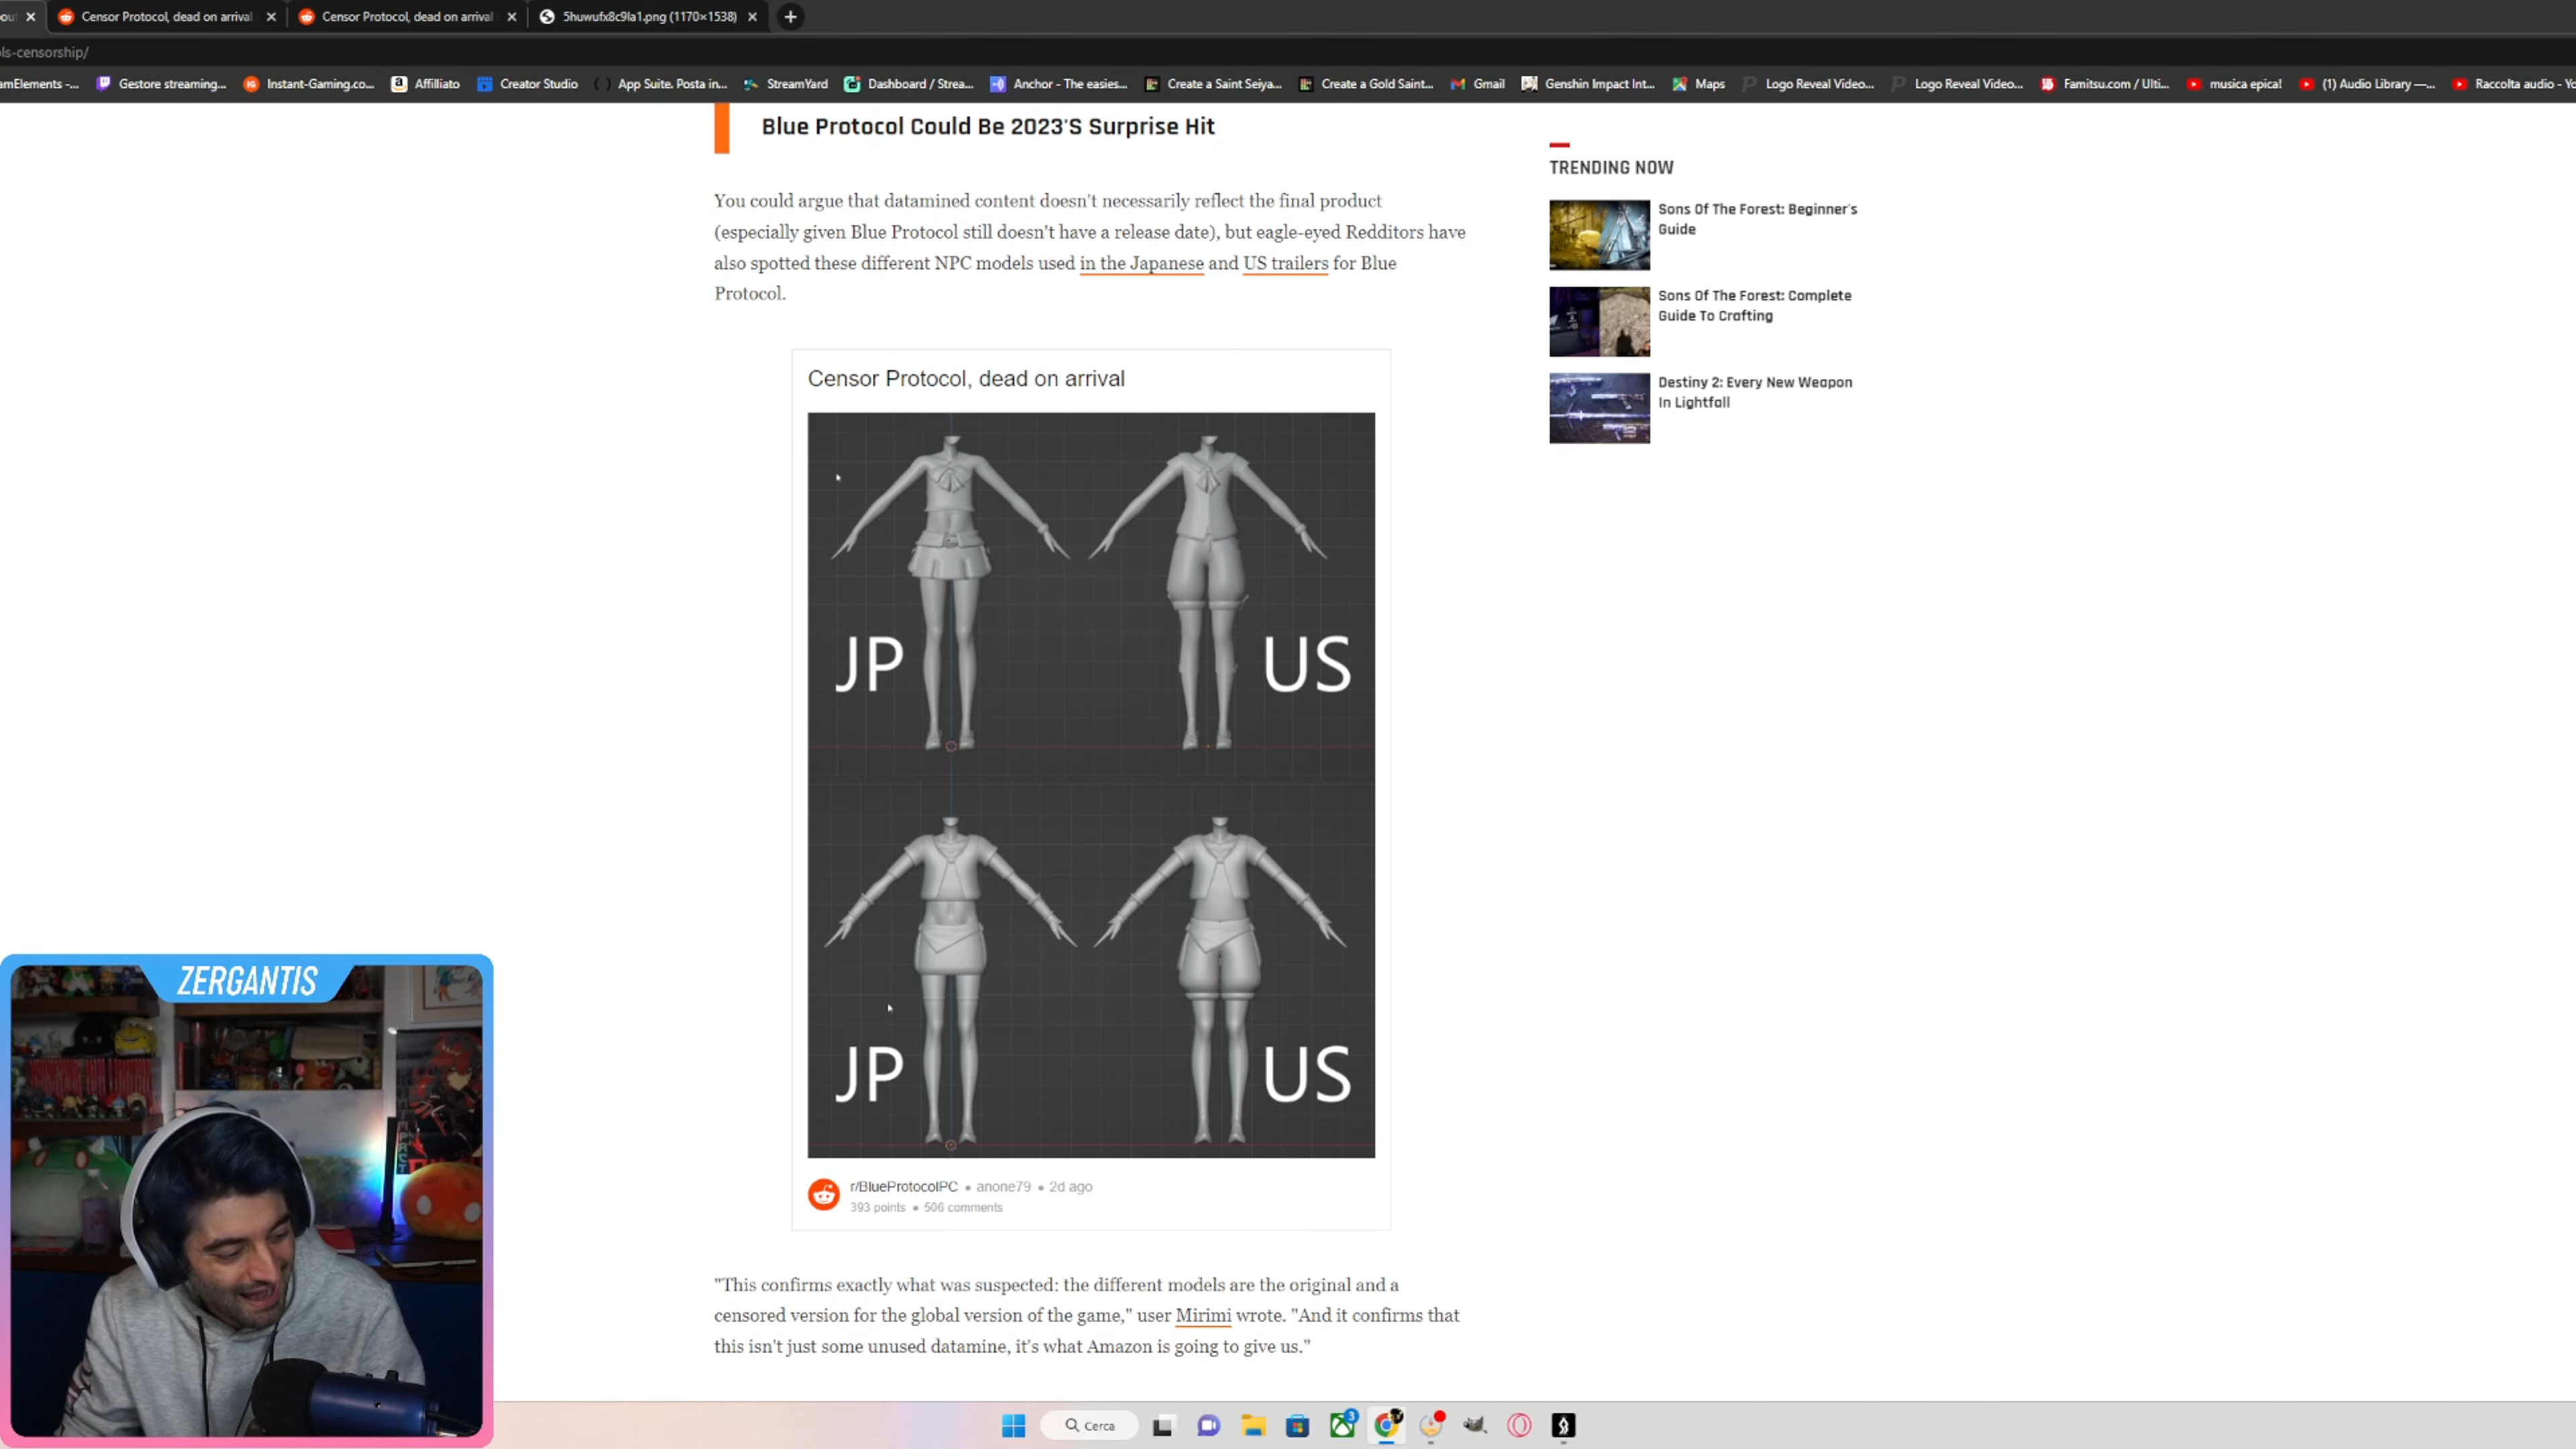 Censor Protocol, dead on arrival
Censor Protocol, dead on arrival
5huwufx8c9la1.png (1170×1538)
ols-censorship/
amElements -...
Gestore streaming...
Instant-Gaming.co...
Affiliato
Creator Studio
App Suite. Posta in...
StreamYard
Dashboard / Strea...
Anchor - The easies...
Create a Saint Seiya...
Create a Gold Saint...
Gmail
Genshin Impact Int...
Maps
Logo Reveal Video...
Logo Reveal Video...
Famitsu.com / Ulti...
musica epical
(1) Audio Library —...
Raccolta audio - Yo
Blue Protocol Could Be 2023'S Surprise Hit
You could argue that datamined content doesn't necessarily reflect the final product
(especially given Blue Protocol still doesn't have a release date), but eagle-eyed Redditors have
also spotted these different NPC models used in the Japanese and US trailers for Blue
Protocol.
TRENDING NOW
Sons Of The Forest: Beginner's
Guide
Sons Of The Forest: Complete
Guide To Crafting
Destiny 2: Every New Weapon
In Lightfall
Censor Protocol, dead on arrival
JP
US
JP
US
r/BlueProtocolPC • anone79 • 2d ago
393 points • 506 comments
"This confirms exactly what was suspected: the different models are the original and a
censored version for the global version of the game," user Mirimi wrote. "And it confirms that
this isn't just some unused datamine, it's what Amazon is going to give us."
ZERGANTIS
Cerca
3